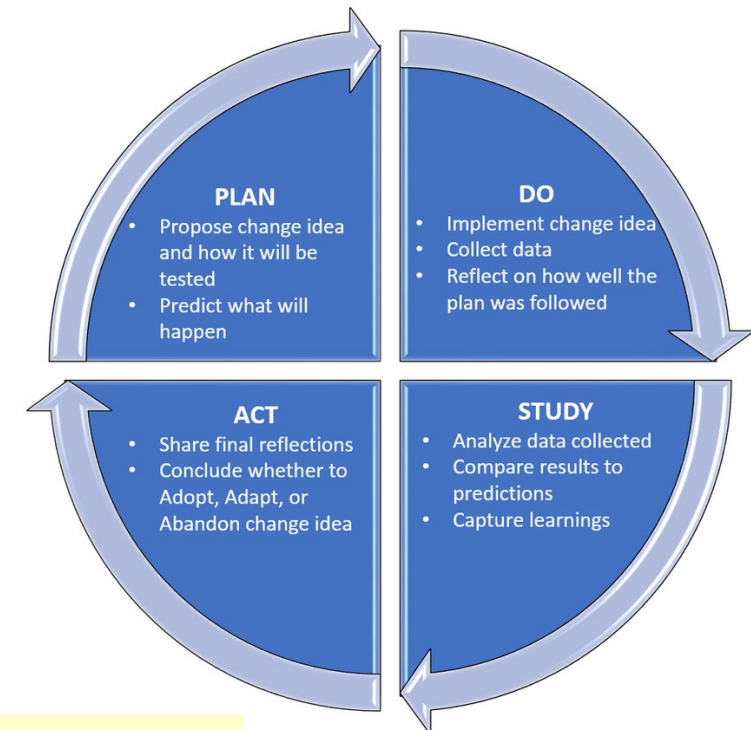 PLAN
• Propose change idea
and how it will be
tested
• Predict what will
happen
DO
• Implement change idea
• Collect data
• Reflect on how well the
plan was followed
ACT
• Share final reflections
• Conclude whether to
Adopt, Adapt, or
Abandon change idea
STUDY
• Analyze data collected
• Compare results to
predictions
• Capture learnings